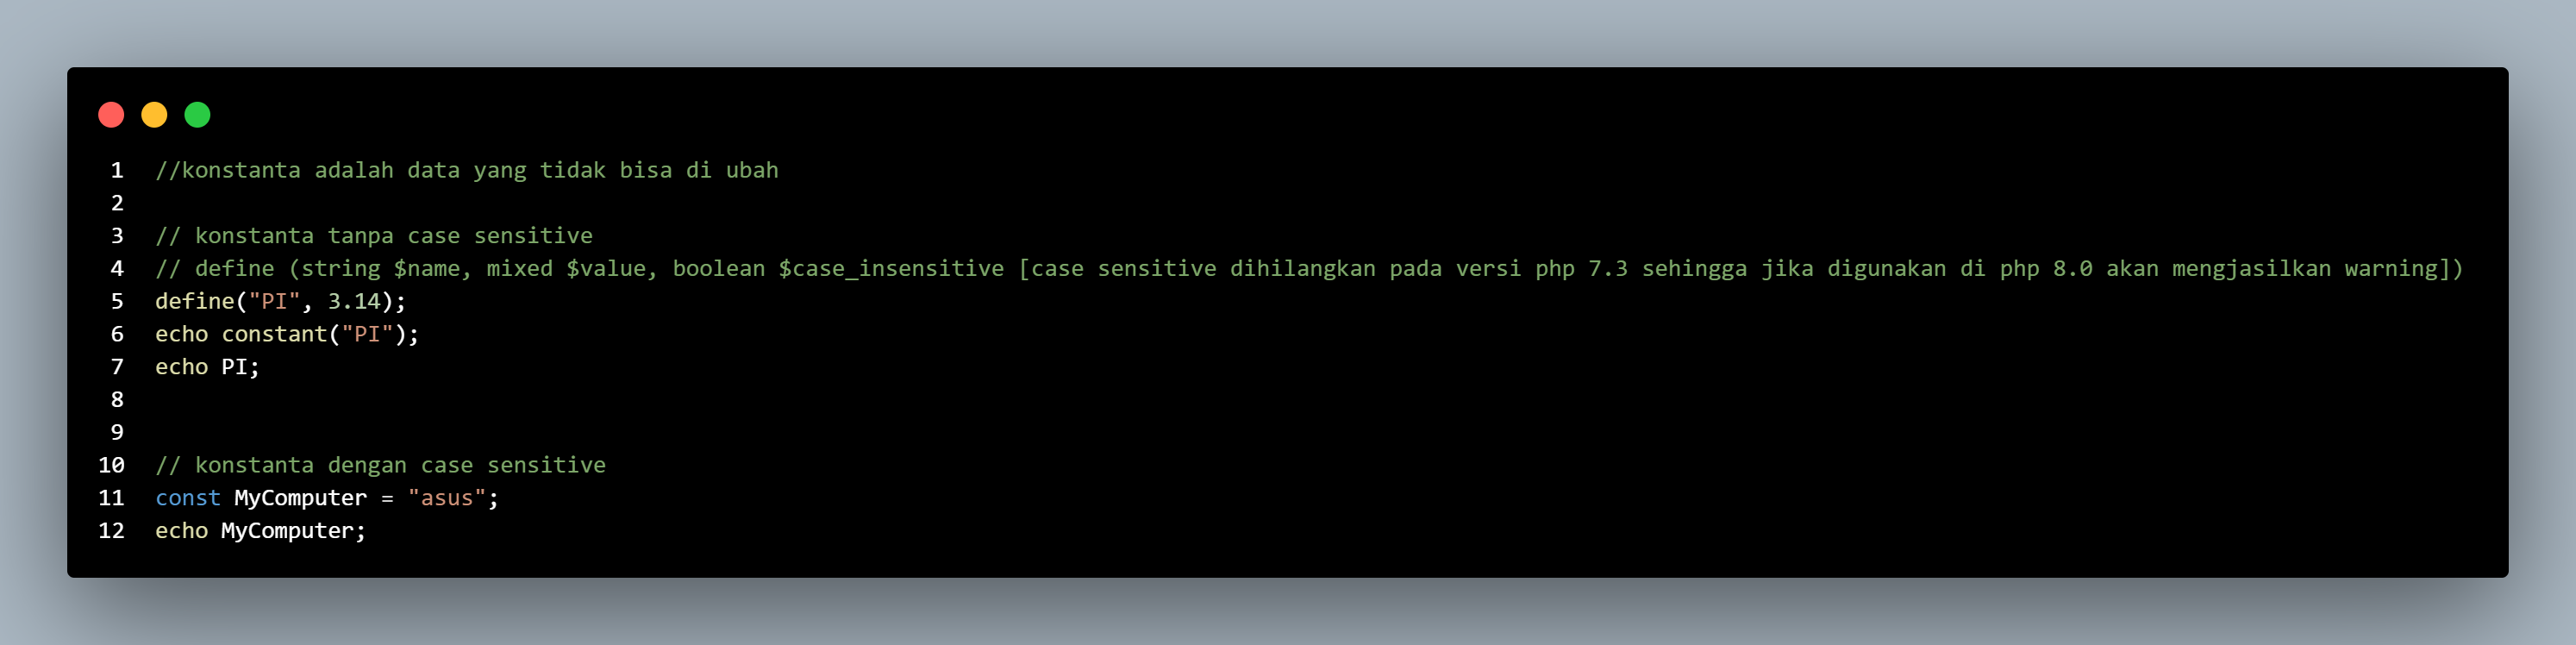 1 //konstanta adalah data yang tidak bisa di ubah
2
3 // konstanta tanpa case sensitive
4 // define (string $name, mixed $value, boolean $case_insensitive [case sensitive dihilangkan pada versi php 7.3 sehingga jika digunakan di php 8.0 akan mengjasilkan warning])
5 define("PI", 3.14);
6 echo constant("PI");
7 echo PI;
8
9
10 // konstanta dengan case sensitive
11 const MyComputer = "asus";
12 echo MyComputer;